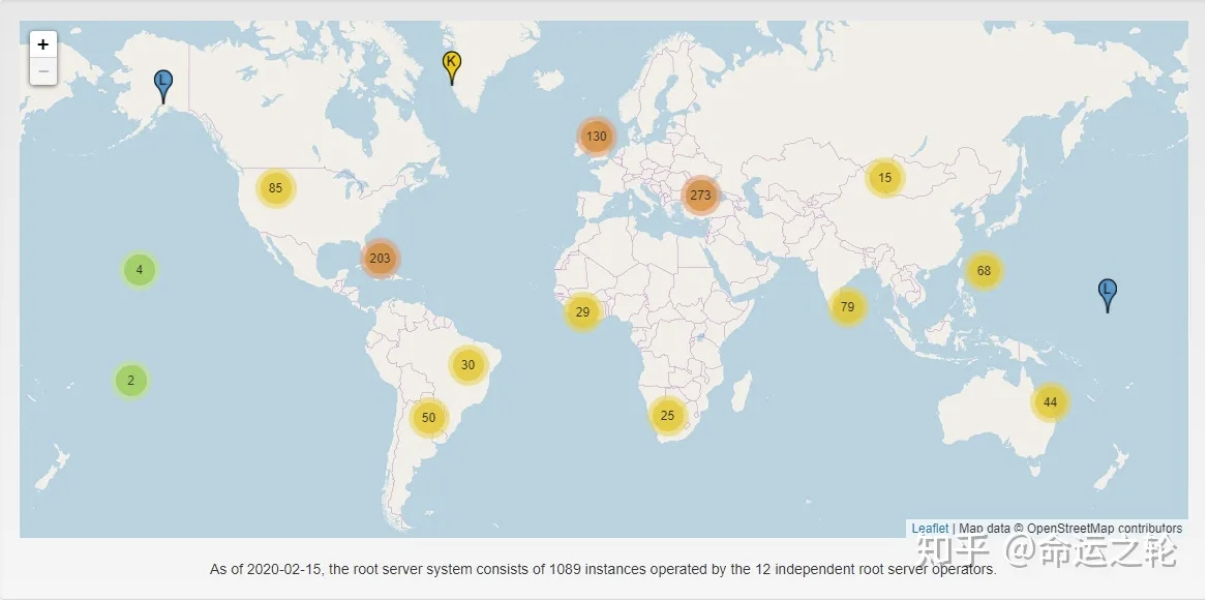 +
−
L
K
130
85
273
15
203
4
68
L
79
29
30
2
44
25
50
Leaflet | Map data © OpenStreetMap contributors
知乎 @命运之轮
As of 2020-02-15, the root server system consists of 1089 instances operated by the 12 independent root server operators.